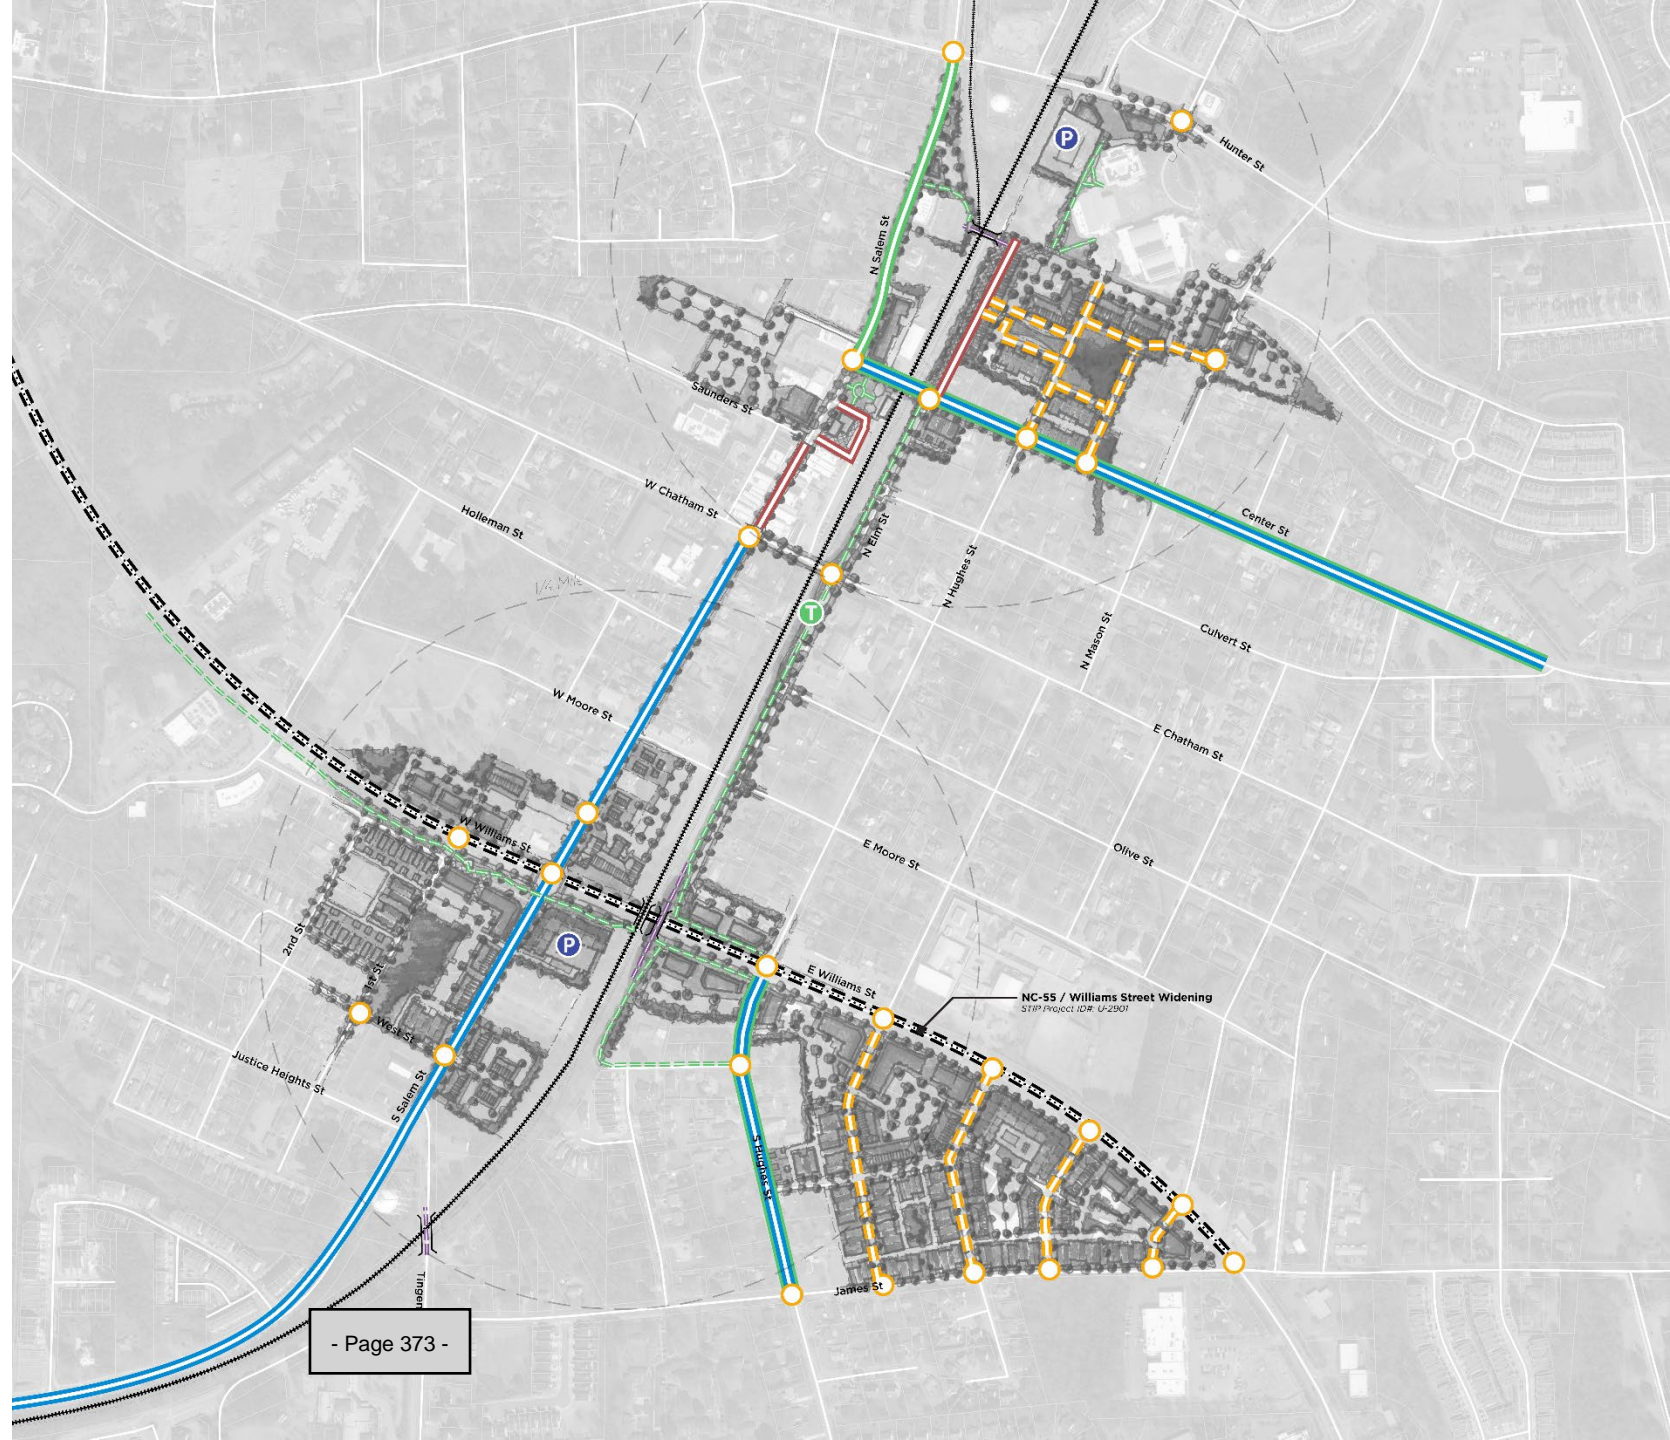 P
Hunter St
N Salem St
Saunders St
W Chatham St
Holleman St
Center St
N Elm St
1/4 Mile
N Hughes St
T
Culvert St
N Mason St
W Moore St
E Chatham St
W Williams St
E Moore St
Olive St
2nd St
P
1st St
E Williams St
NC-55 / Williams Street Widening
STIP Project ID#: U-2901
West St
Justice Heights St
S Salem St
S Hughes St
Tingen
James St
- Page 373 -